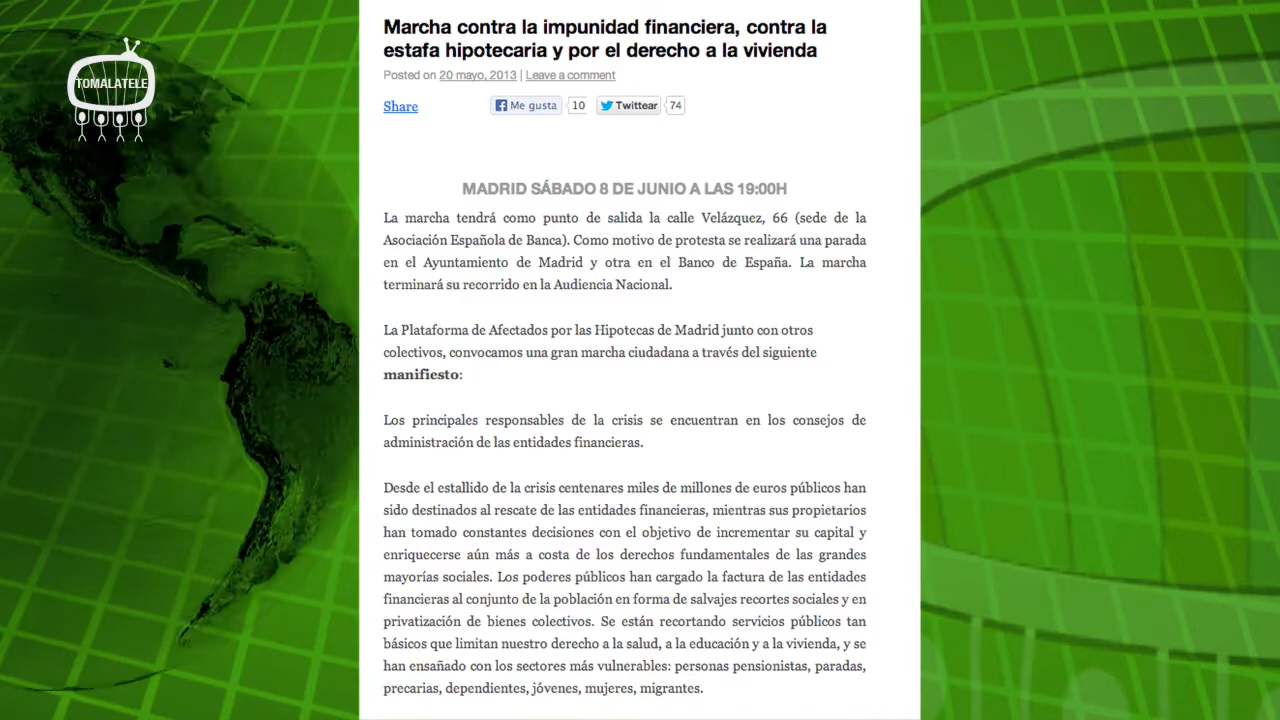 TOMALATELE
Marcha contra la impunidad financiera, contra la
estafa hipotecaria y por el derecho a la vivienda
Posted on 20 mayo, 2013 | Leave a comment
Share
Me gusta 10 Twittear 74
MADRID SÁBADO 8 DE JUNIO A LAS 19:00H
La marcha tendrá como punto de salida la calle Velázquez, 66 (sede de la
Asociación Española de Banca). Como motivo de protesta se realizará una parada
en el Ayuntamiento de Madrid y otra en el Banco de España. La marcha
terminará su recorrido en la Audiencia Nacional.
La Plataforma de Afectados por las Hipotecas de Madrid junto con otros
colectivos, convocamos una gran marcha ciudadana a través del siguiente
manifiesto:
Los principales responsables de la crisis se encuentran en los consejos de
administración de las entidades financieras.
Desde el estallido de la crisis centenares miles de millones de euros públicos han
sido destinados al rescate de las entidades financieras, mientras sus propietarios
han tomado constantes decisiones con el objetivo de incrementar su capital y
enriquecerse aún más a costa de los derechos fundamentales de las grandes
mayorías sociales. Los poderes públicos han cargado la factura de las entidades
financieras al conjunto de la población en forma de salvajes recortes sociales y en
privatización de bienes colectivos. Se están recortando servicios públicos tan
básicos que limitan nuestro derecho a la salud, a la educación y a la vivienda, y se
han ensañado con los sectores más vulnerables: personas pensionistas, paradas,
precarias, dependientes, jóvenes, mujeres, migrantes.